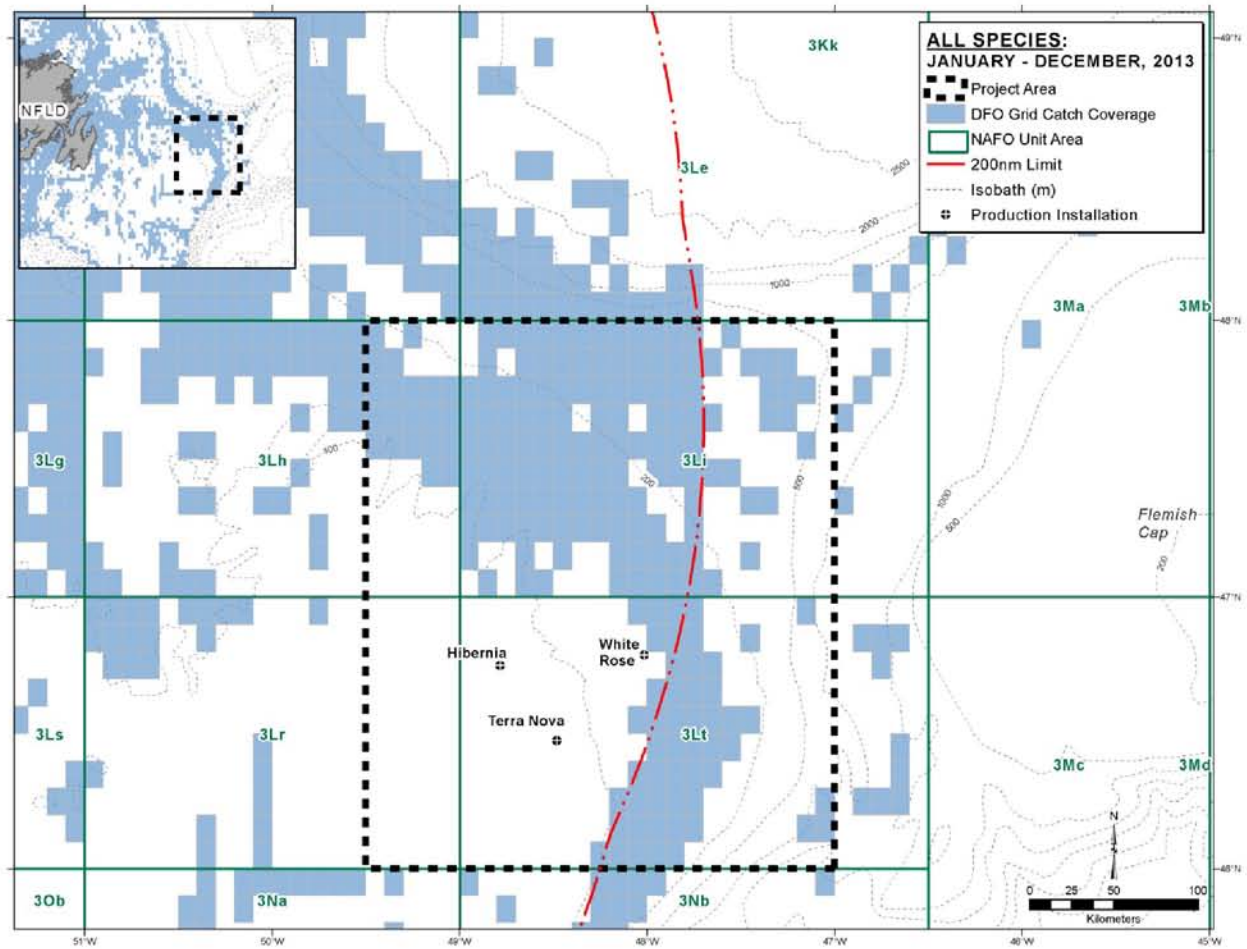 NFLD
ALL SPECIES:
JANUARY - DECEMBER, 2013
Project Area
DFO Grid Catch Coverage
NAFO Unit Area
200nm Limit
Isobath (m)
Production Installation
3Kk
49°N
3Le
2500
2000
1000
3Ma
3Mb
48°N
3Lg
3Lh
100
3Li
200
500
1000
500
Flemish
Cap
200
47°N
Hibernia
White
Rose
Terra Nova
3Ls
3Lr
3Lt
3Mc
3Md
N
46°N
3Ob
3Na
3Nb
0 25 50 100
Kilometers
51°W 50°W 49°W 48°W 47°W 46°W 45°W